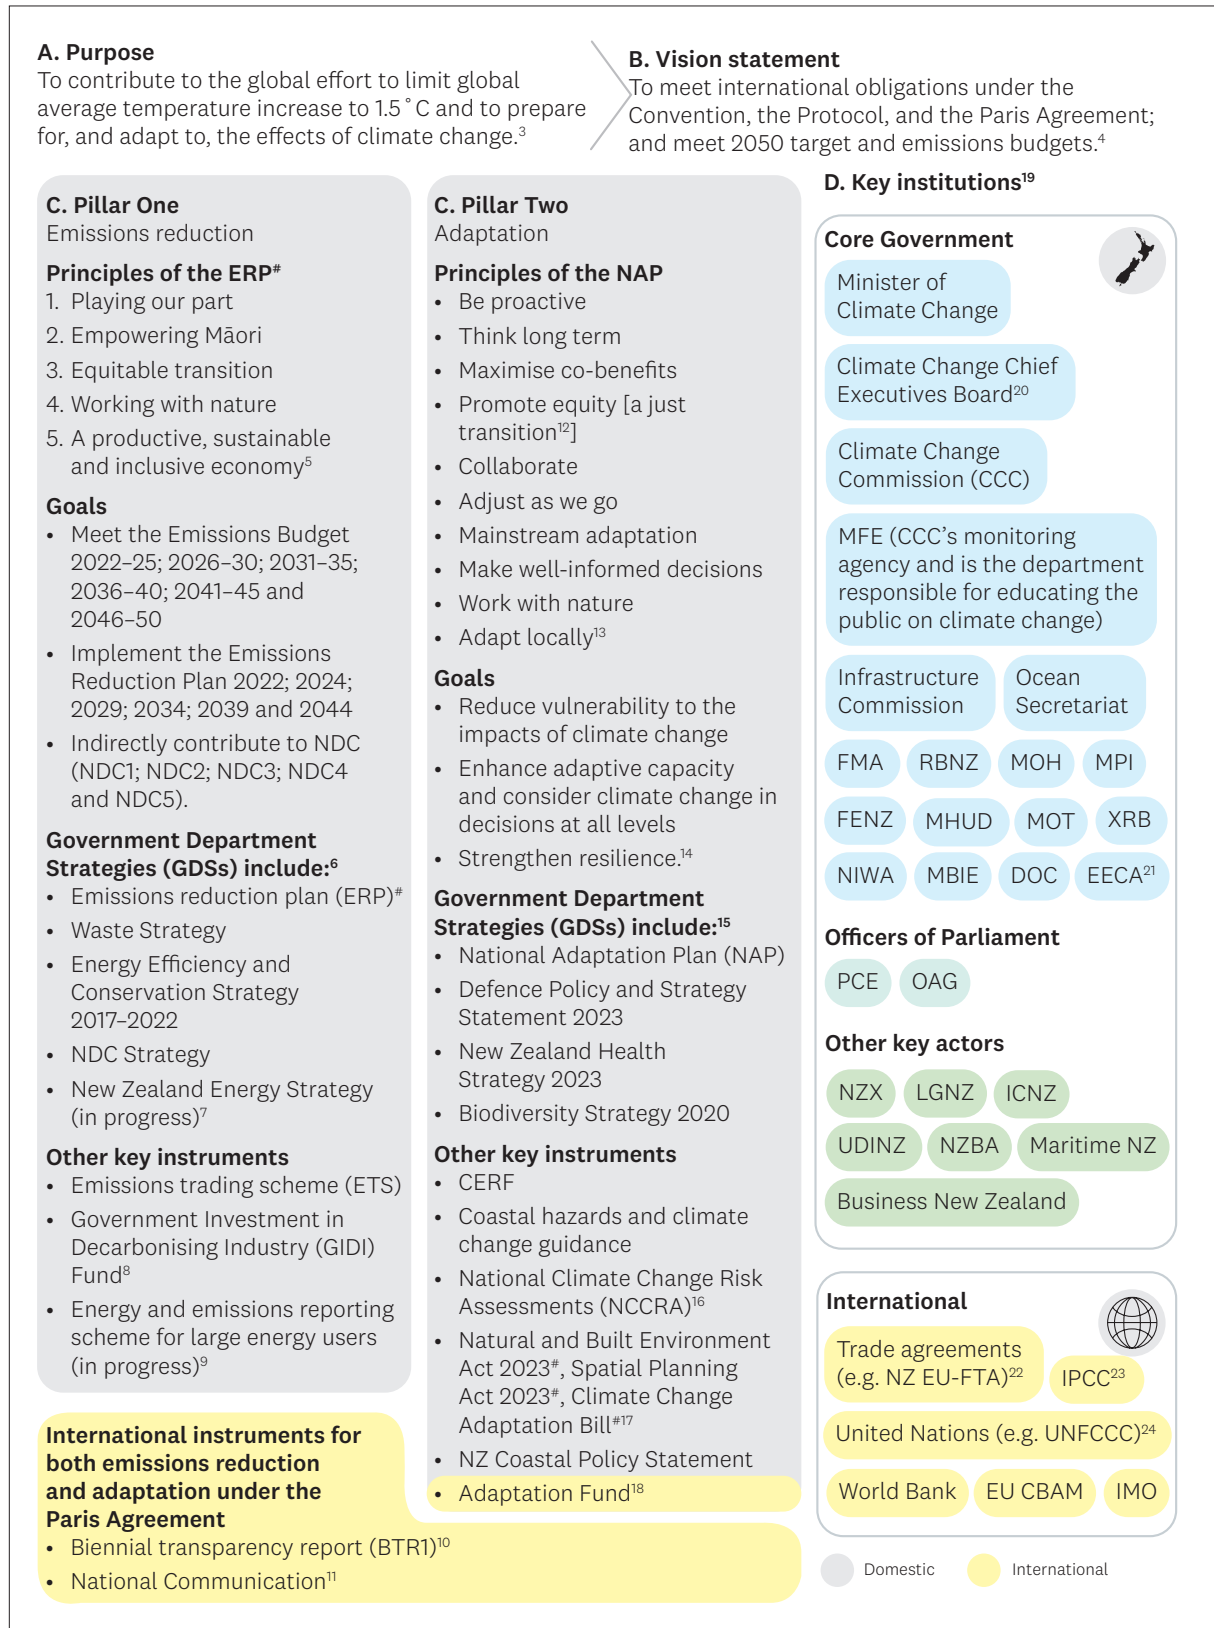 A. Purpose
To contribute to the global effort to limit global
average temperature increase to 1.5˚C and to prepare
for, and adapt to, the effects of climate change.³
B. Vision statement
To meet international obligations under the
Convention, the Protocol, and the Paris Agreement;
and meet 2050 target and emissions budgets.⁴
C. Pillar One
Emissions reduction
Principles of the ERP#
1. Playing our part
2. Empowering Māori
3. Equitable transition
4. Working with nature
5. A productive, sustainable
and inclusive economy⁵
Goals
• Meet the Emissions Budget
2022–25; 2026–30; 2031–35;
2036–40; 2041–45 and
2046–50
• Implement the Emissions
Reduction Plan 2022; 2024;
2029; 2034; 2039 and 2044
• Indirectly contribute to NDC
(NDC1; NDC2; NDC3; NDC4
and NDC5).
Government Department
Strategies (GDSs) include:⁶
• Emissions reduction plan (ERP)#
• Waste Strategy
• Energy Efficiency and
Conservation Strategy
2017–2022
• NDC Strategy
• New Zealand Energy Strategy
(in progress)⁷
Other key instruments
• Emissions trading scheme (ETS)
• Government Investment in
Decarbonising Industry (GIDI)
Fund⁸
• Energy and emissions reporting
scheme for large energy users
(in progress)⁹
International instruments for
both emissions reduction
and adaptation under the
Paris Agreement
• Biennial transparency report (BTR1)¹⁰
• National Communication¹¹
C. Pillar Two
Adaptation
Principles of the NAP
• Be proactive
• Think long term
• Maximise co-benefits
• Promote equity [a just
transition¹²]
• Collaborate
• Adjust as we go
• Mainstream adaptation
• Make well-informed decisions
• Work with nature
• Adapt locally¹³
Goals
• Reduce vulnerability to the
impacts of climate change
• Enhance adaptive capacity
and consider climate change in
decisions at all levels
• Strengthen resilience.¹⁴
Government Department
Strategies (GDSs) include:¹⁵
• National Adaptation Plan (NAP)
• Defence Policy and Strategy
Statement 2023
• New Zealand Health
Strategy 2023
• Biodiversity Strategy 2020
Other key instruments
• CERF
• Coastal hazards and climate
change guidance
• National Climate Change Risk
Assessments (NCCRA)¹⁶
• Natural and Built Environment
Act 2023#, Spatial Planning
Act 2023#, Climate Change
Adaptation Bill#¹⁷
• NZ Coastal Policy Statement
• Adaptation Fund¹⁸
D. Key institutions¹⁹
Core Government
Minister of
Climate Change
Climate Change Chief
Executives Board²⁰
Climate Change
Commission (CCC)
MFE (CCC's monitoring
agency and is the department
responsible for educating the
public on climate change)
Infrastructure
Commission
Ocean
Secretariat
FMA RBNZ MOH MPI
FENZ MHUD MOT XRB
NIWA MBIE DOC EECA²¹
Officers of Parliament
PCE OAG
Other key actors
NZX LGNZ ICNZ
UDINZ NZBA Maritime NZ
Business New Zealand
International
Trade agreements
(e.g. NZ EU-FTA)²²
IPCC²³
United Nations (e.g. UNFCCC)²⁴
World Bank EU CBAM IMO
Domestic International